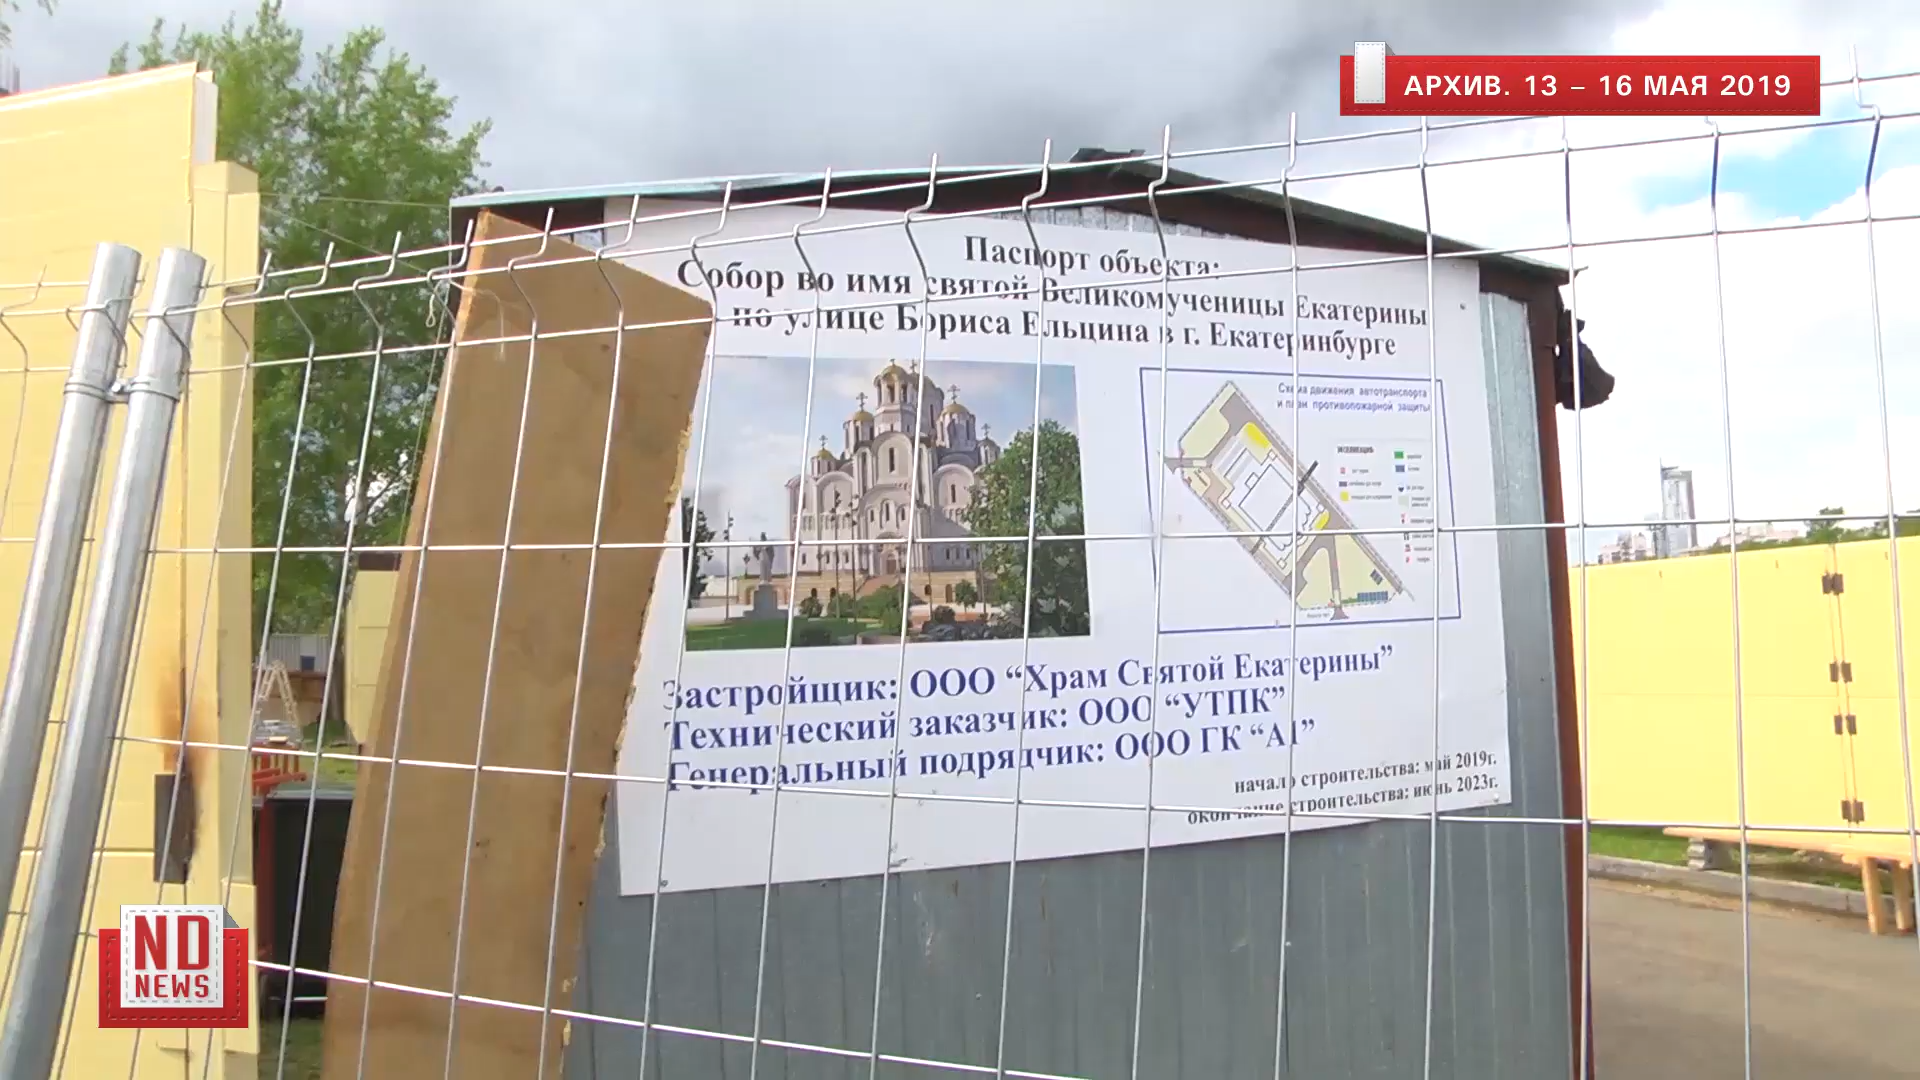 АРХИВ. 13 – 16 МАЯ 2019
Паспорт объекта:
Собор во имя святой Великомученицы Екатерины
по улице Бориса Ельцина в г. Екатеринбурге
Схема движения автотранспорта
и план противопожарной защиты
Застройщик: ООО “Храм Святой Екатерины”
Технический заказчик: ООО “УТПК”
Генеральный подрядчик: ООО ГК “А1”
начало строительства: май 2019г.
окончание строительства: июнь 2023г.
ND
NEWS